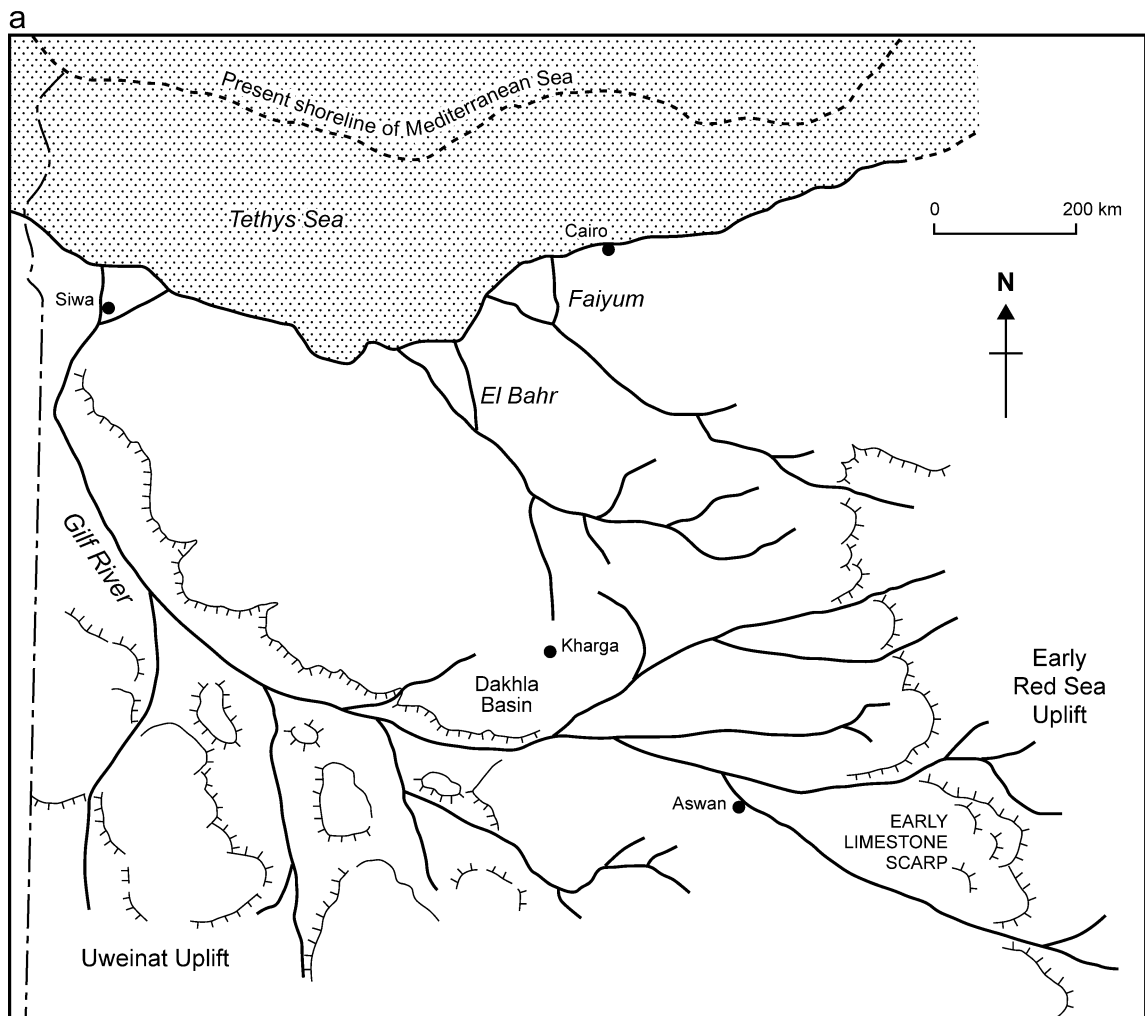 a
Present shoreline of Mediterranean Sea
Tethys Sea
Cairo
0 200 km
N
Siwa
Faiyum
El Bahr
Gilf River
Kharga
Dakhla
Basin
Early
Red Sea
Uplift
Aswan
EARLY
LIMESTONE
SCARP
Uweinat Uplift